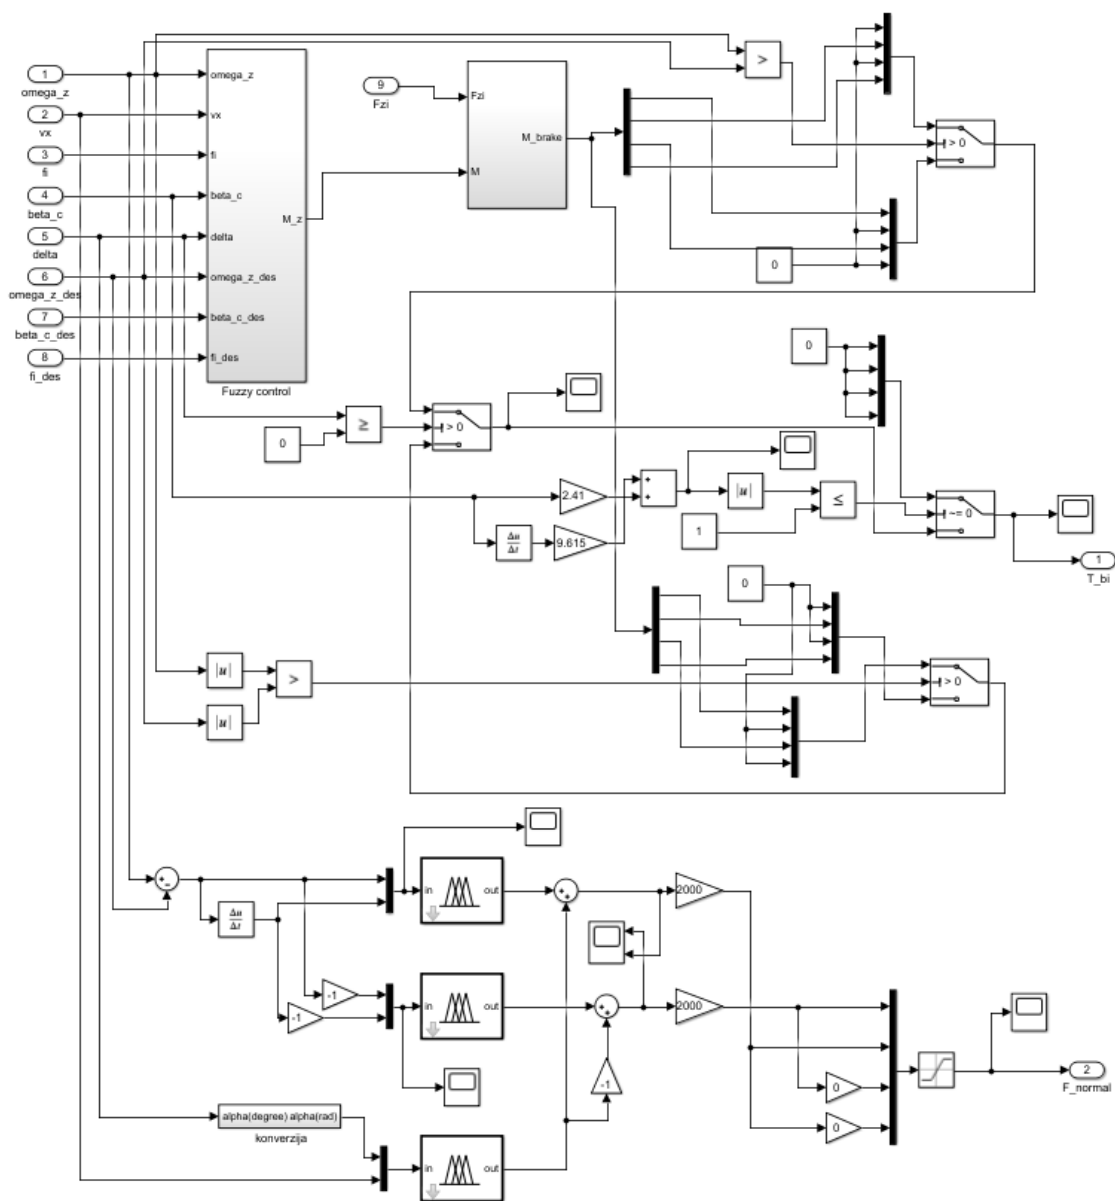 1
omega_z
2
vx
3
fi
fi
4
beta_c
5
delta
6
omega_z_des
7
beta_c_des
8
fi_des
omega_z
vx
fi
beta_c
delta
omega_z_des
beta_c_des
fi_des
M_z
Fuzzy control
9
Fzi
Fzi
M
M_brake
>
> 0
0
0
≥
> 0
0
2.41
Δu
Δt
9.615
+
+
|u|
1
≤
~= 0
1
T_bi
0
|u|
>
|u|
> 0
+
−
Δu
Δt
in
out
+
+
2000
-1
-1
in
out
+
+
2000
-1
0
0
2
F_normal
alpha(degree) alpha(rad)
konverzija
in
out